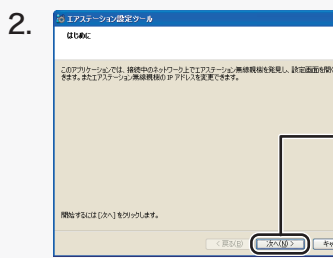 2.
エアステーション設定ツール
はじめに
このアプリケーションでは、接続中のネットワーク上でエアステーション無線親機を発見し、設定画面を開く
きます。またエアステーション無線親機の IP アドレスを変更できます。
開始するには [次へ] をクリックします。
< 戻る(B) 次へ(N) > キャ